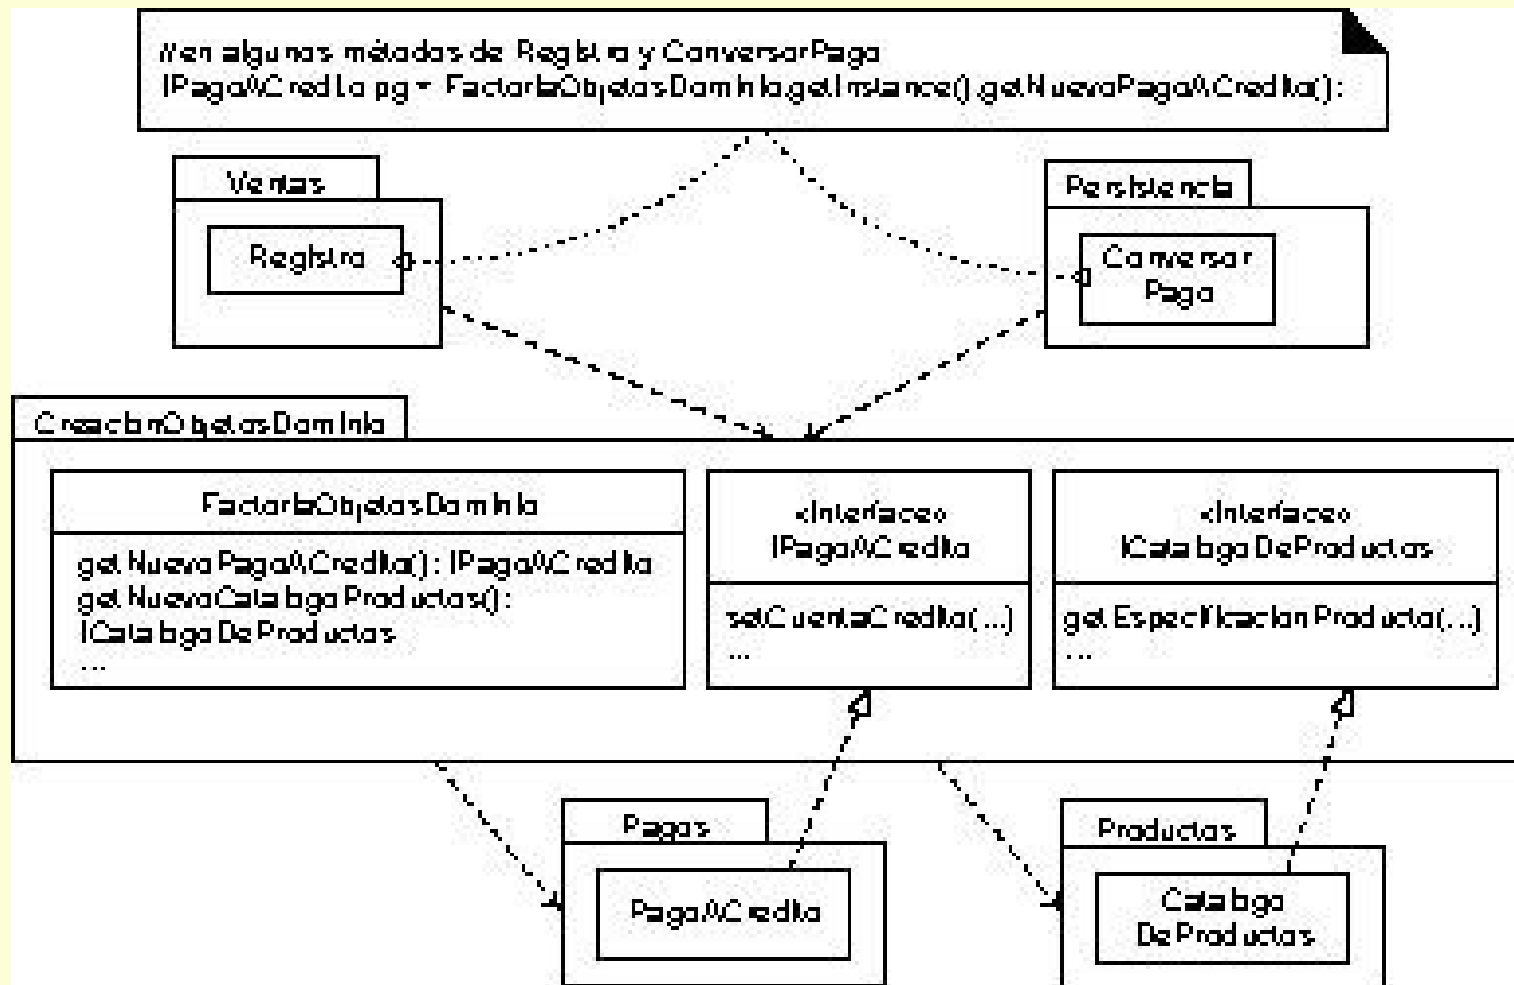 //en algunos métodos de Registro y ConversorPago
IPagoACredito pg = FactoriaObjetosDominio.getInstance().getNuevoPagoACredito();
Ventas
Persistencia
Registro
Conversor
Pago
CreacionObjetosDominio
FactoriaObjetosDominio
getNuevoPagoACredito(): IPagoACredito
getNuevoCatalogoProductos():
ICatalogoDeProductos
...
«Interface»
IPagoACredito
setCuentaCredito(...)
...
«Interface»
ICatalogoDeProductos
getEspecificacionProducto(...)
...
Pagos
PagoACredito
Productos
Catalogo
DeProductos